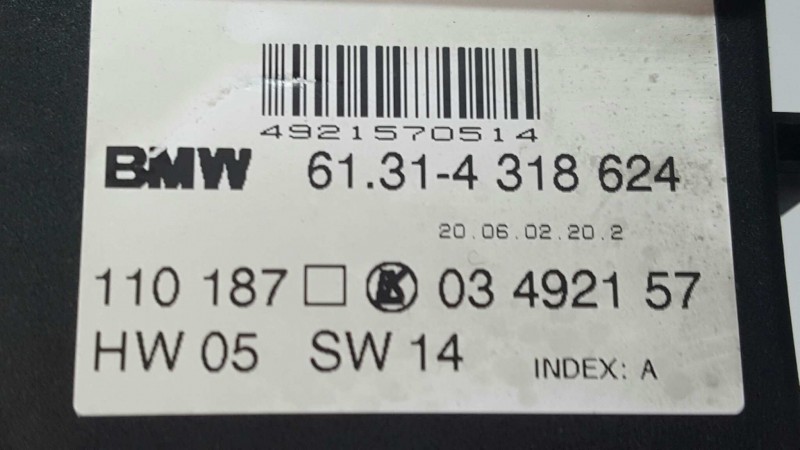 4921570514
BMW 61.31-4 318 624
20.06.02.20.2
110 187 □ K 03 4921 57
HW 05 SW 14 INDEX: A